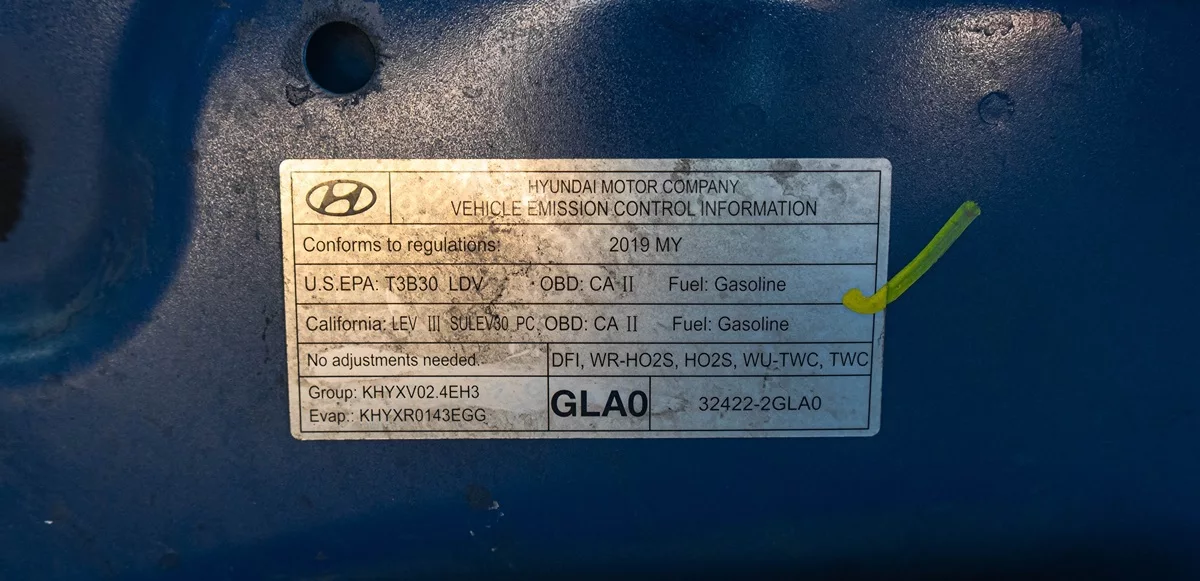 HYUNDAI MOTOR COMPANY
VEHICLE EMISSION CONTROL INFORMATION
Conforms to regulations: 2019 MY
U.S.EPA: T3B30 LDV OBD: CA II Fuel: Gasoline
California: LEV III SULEV30 PC OBD: CA II Fuel: Gasoline
No adjustments needed. DFI, WR-HO2S, HO2S, WU-TWC, TWC
Group: KHYXV02.4EH3
Evap.: KHYXR0143EGG
GLA0
32422-2GLA0